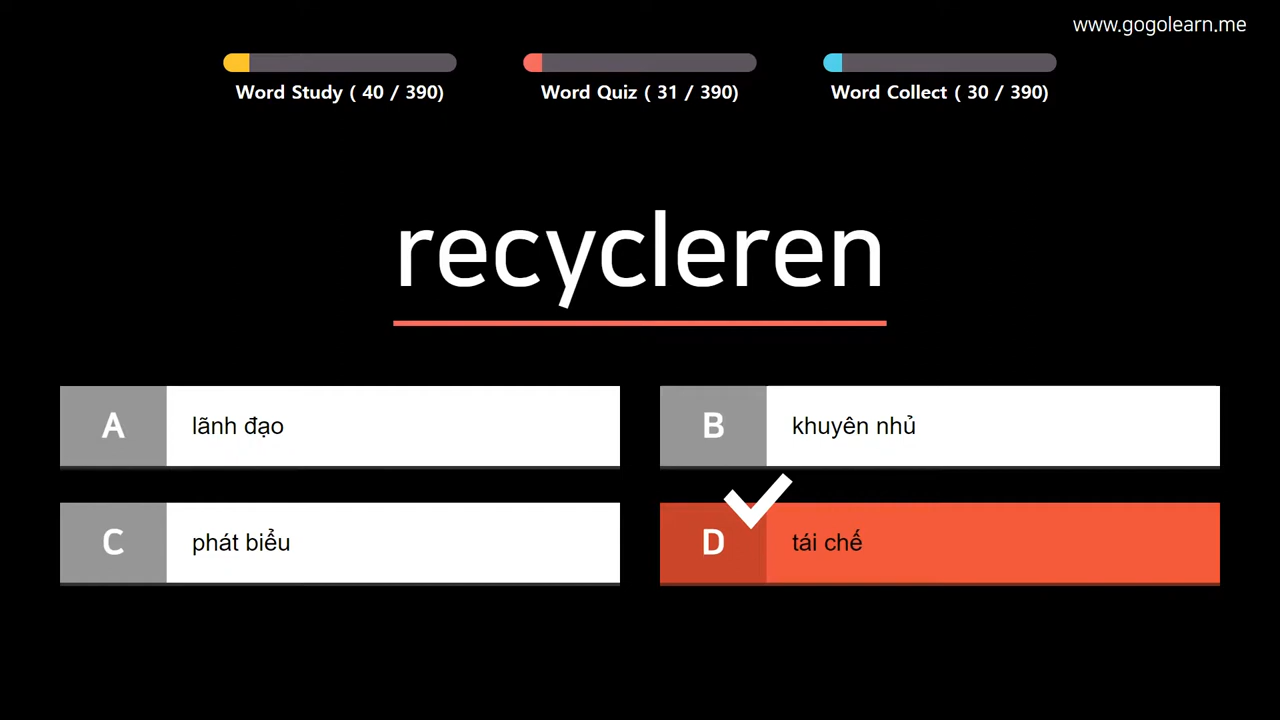 www.gogolearn.me
Word Study ( 40 / 390)
Word Quiz ( 31 / 390)
Word Collect ( 30 / 390)
recycleren
A lãnh đạo
B khuyên nhủ
C phát biểu
D tái chế